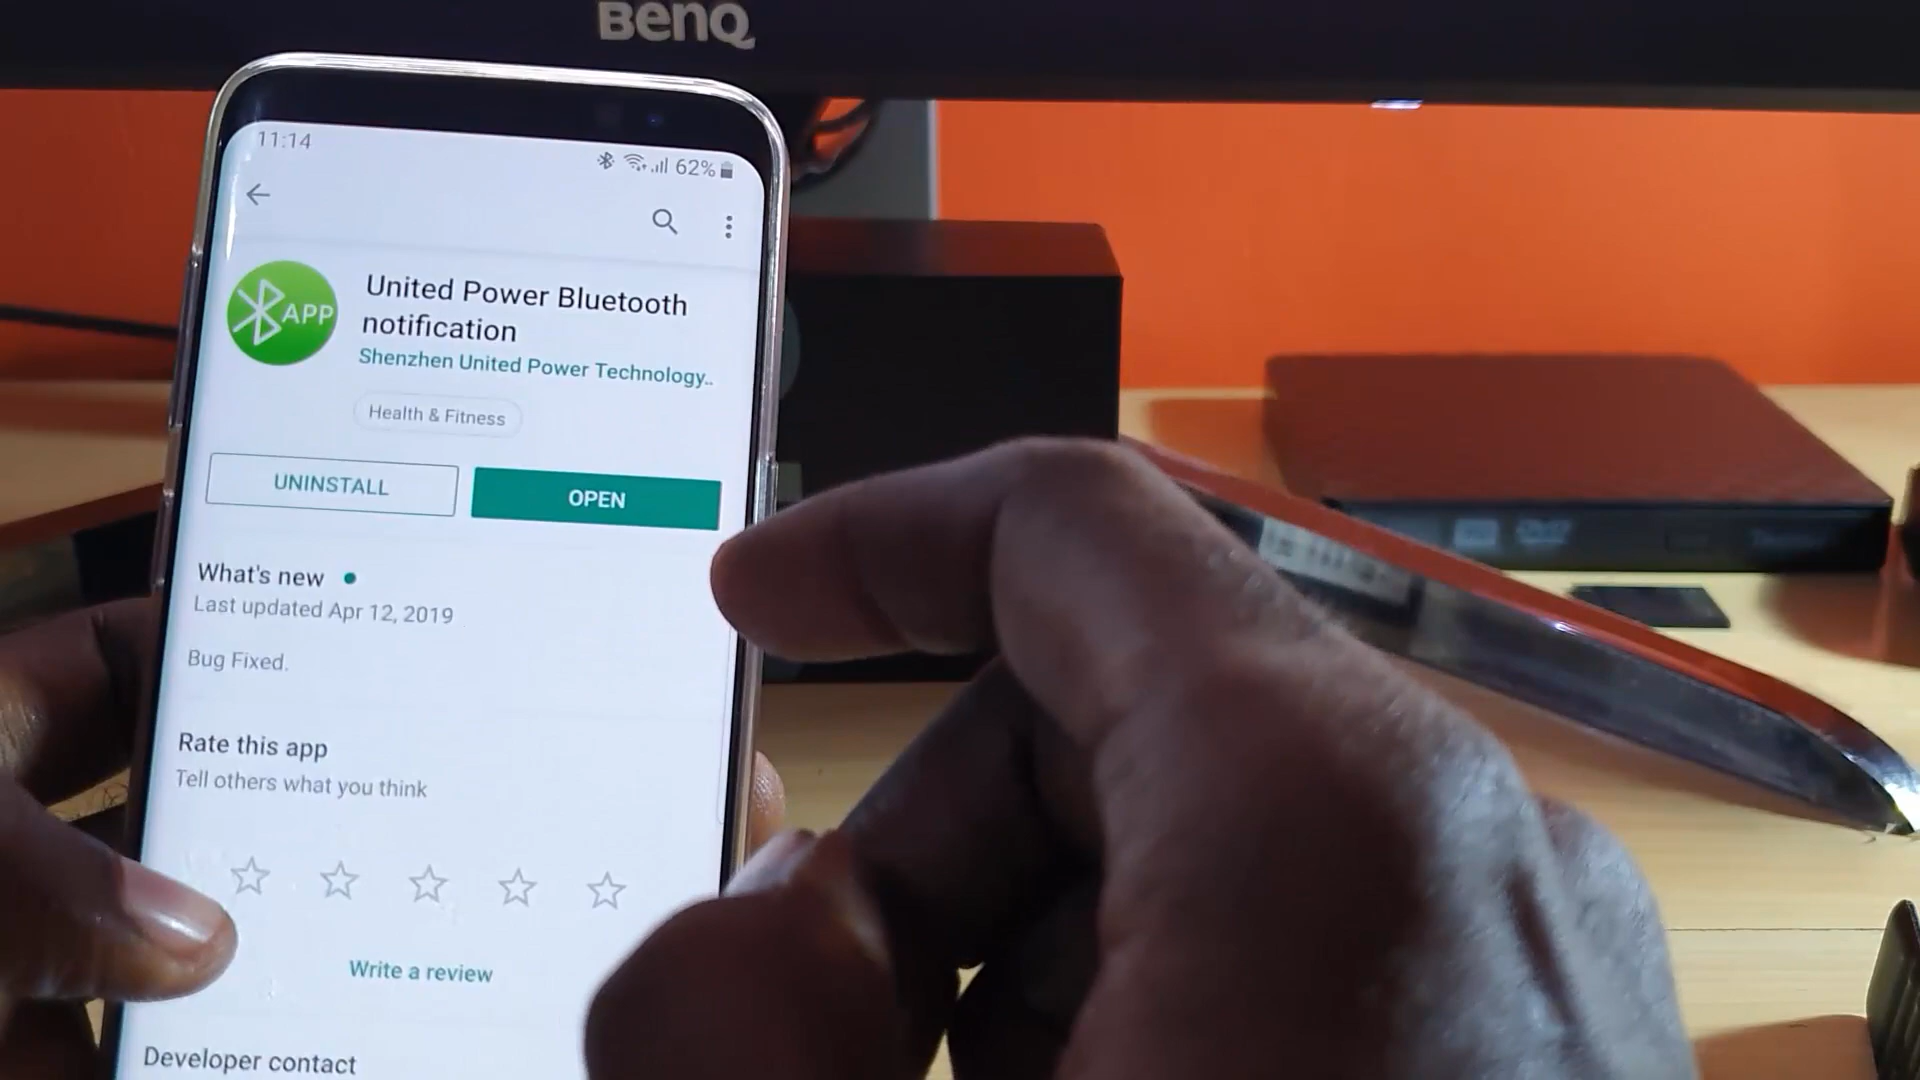 BenQ
11:14
62%
APP
United Power Bluetooth
notification
Shenzhen United Power Technology..
Health & Fitness
UNINSTALL
OPEN
What's new
Last updated Apr 12, 2019
Bug Fixed.
Rate this app
Tell others what you think
Write a review
Developer contact